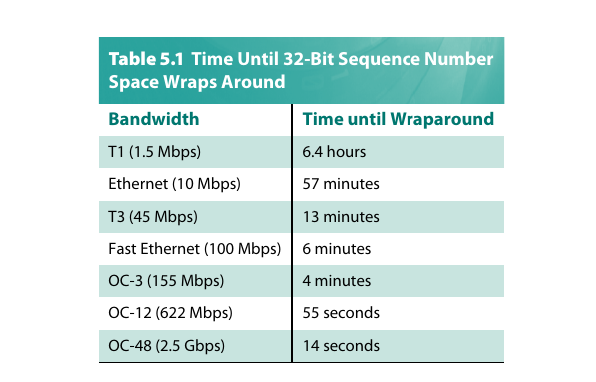 Table 5.1 Time Until 32-Bit Sequence Number
Space Wraps Around
Bandwidth Time until Wraparound
T1 (1.5 Mbps) 6.4 hours
Ethernet (10 Mbps) 57 minutes
T3 (45 Mbps) 13 minutes
Fast Ethernet (100 Mbps) 6 minutes
OC-3 (155 Mbps) 4 minutes
OC-12 (622 Mbps) 55 seconds
OC-48 (2.5 Gbps) 14 seconds